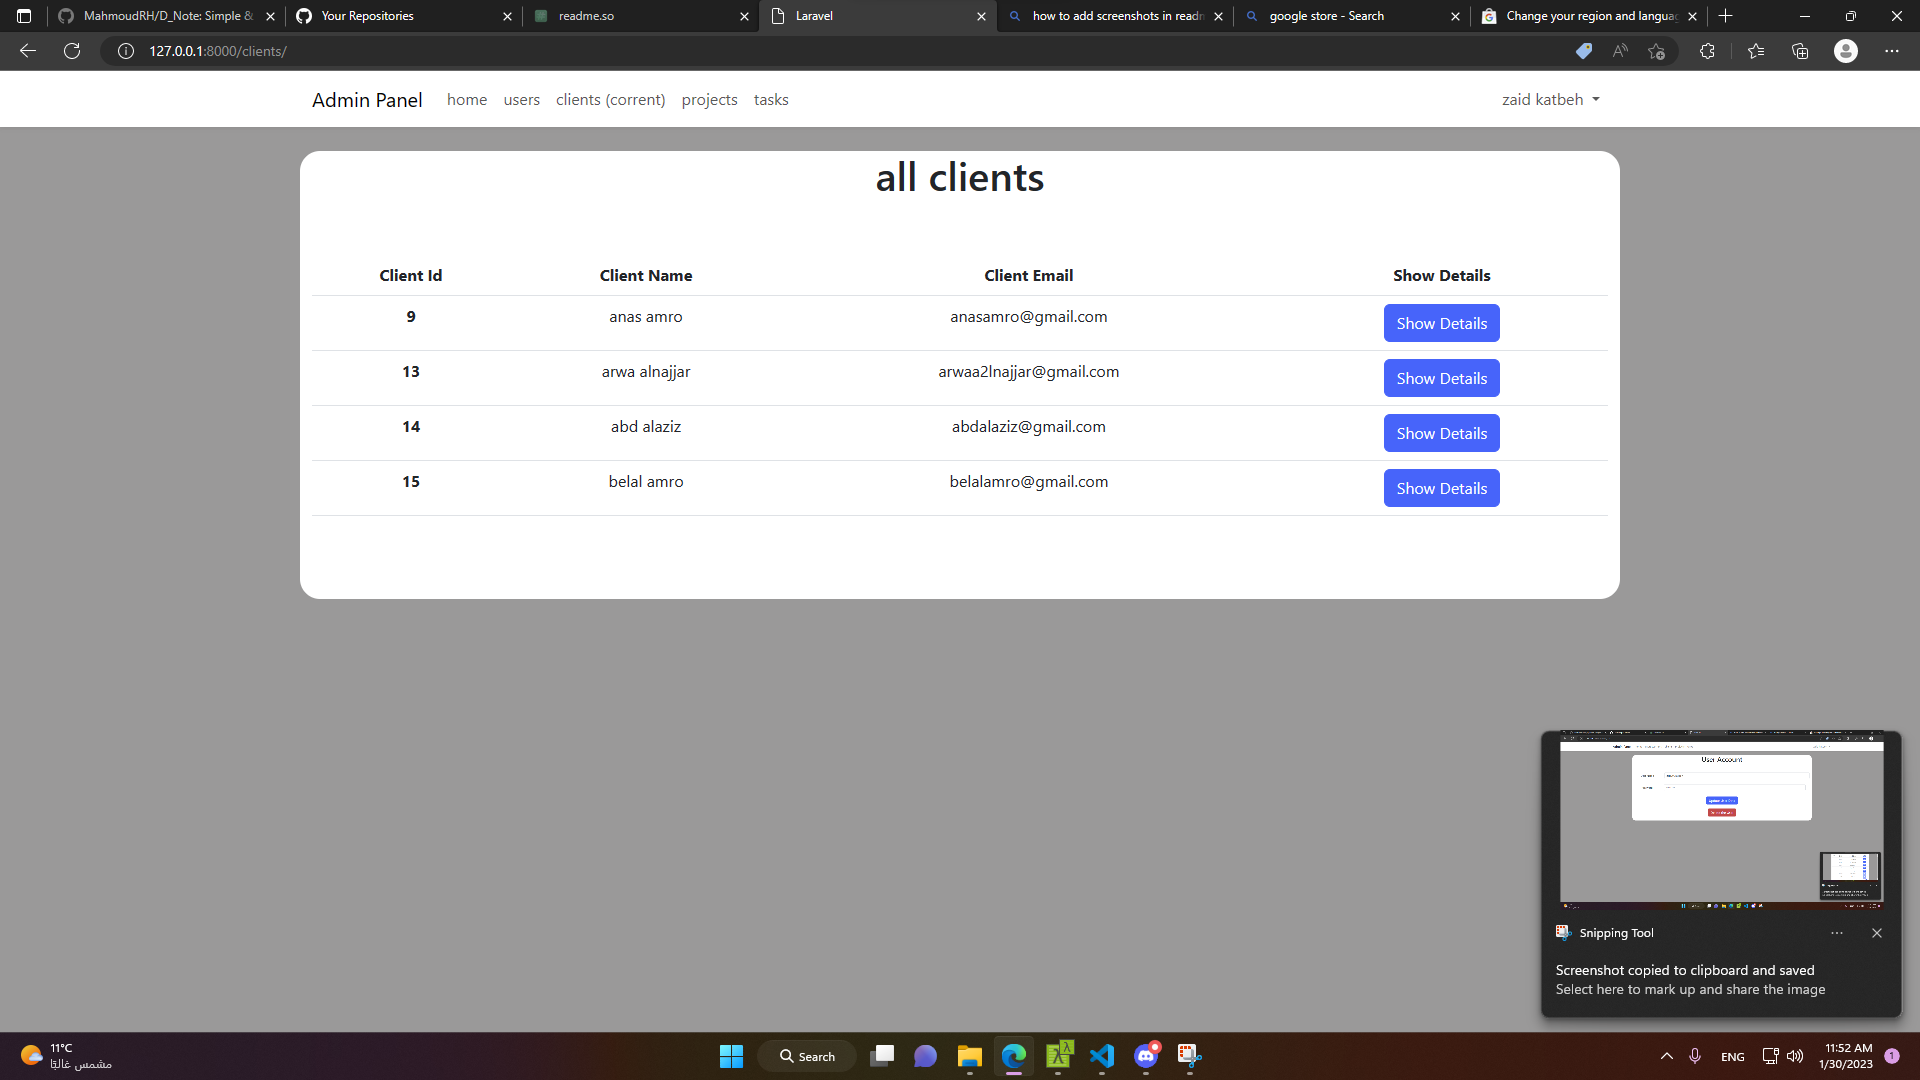 MahmoudRH/D_Note: Simple &
Your Repositories
readme.so
Laravel
how to add screenshots in readm
google store - Search
Change your region and languag
127.0.0.1:8000/clients/
Admin Panel
home
users
clients (corrent)
projects
tasks
zaid katbeh
all clients
Client Id Client Name Client Email Show Details
9 anas amro anasamro@gmail.com Show Details
13 arwa alnajjar arwaa2lnajjar@gmail.com Show Details
14 abd alaziz abdalaziz@gmail.com Show Details
15 belal amro belalamro@gmail.com Show Details
User Account
Snipping Tool
Screenshot copied to clipboard and saved
Select here to mark up and share the image
11°C
مشمس غالبًا
Search
ENG
11:52 AM
1/30/2023
1